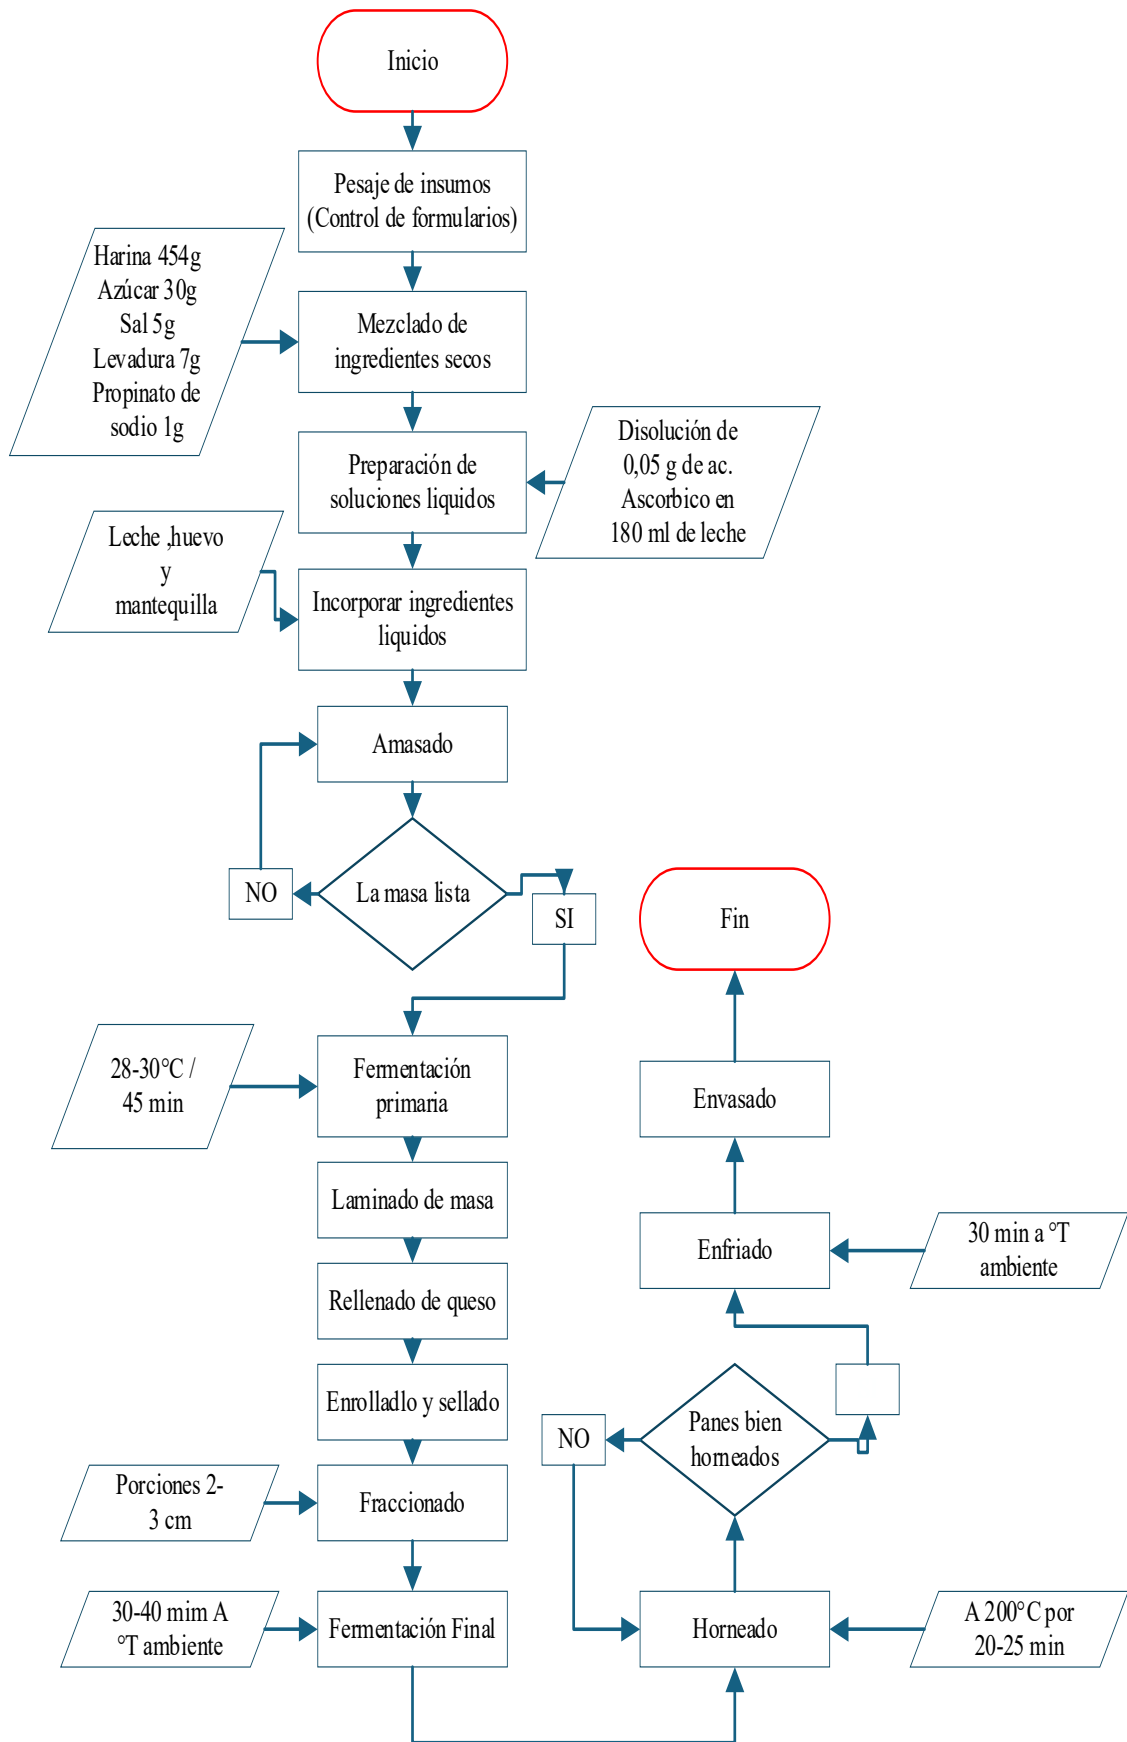 Inicio
Pesaje de insumos
(Control de formularios)
Harina 454g
Azúcar 30g
Sal 5g
Levadura 7g
Propinato de
sodio 1g
Mezclado de
ingredientes secos
Disolución de
0,05 g de ac.
Ascorbico en
180 ml de leche
Preparación de
soluciones liquidos
Leche ,huevo
y
mantequilla
Incorporar ingredientes
liquidos
Amasado
La masa lista
NO
SI
28-30°C /
45 min
Fermentación
primaria
Laminado de masa
Rellenado de queso
Enrolladlo y sellado
Porciones 2-
3 cm
Fraccionado
30-40 mim A
°T ambiente
Fermentación Final
Horneado
A 200°C por
20-25 min
Panes bien
horneados
NO
Enfriado
30 min a °T
ambiente
Envasado
Fin